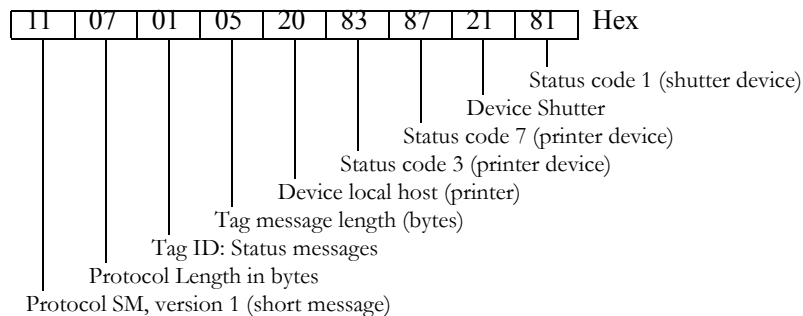 11 07 01 05 20 83 87 21 81 Hex
Status code 1 (shutter device)
Device Shutter
Status code 7 (printer device)
Status code 3 (printer device)
Device local host (printer)
Tag message length (bytes)
Tag ID: Status messages
Protocol Length in bytes
Protocol SM, version 1 (short message)